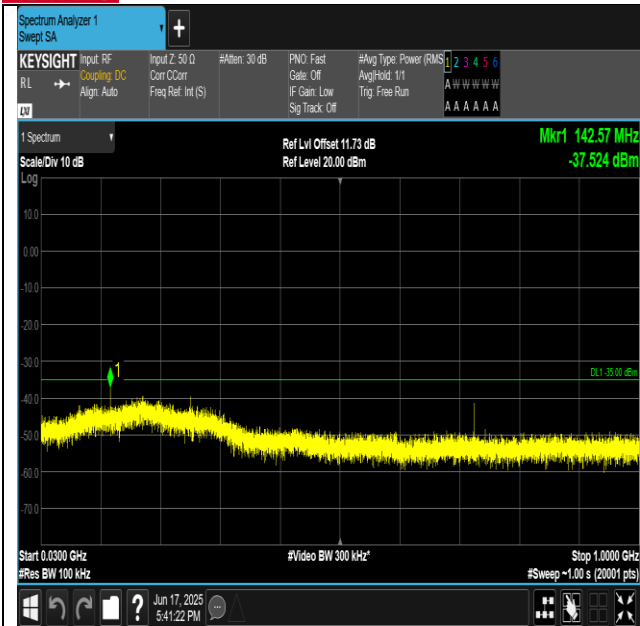 Spectrum Analyzer 1
Swept SA
+
KEYSIGHT
RL
LXI
Input: RF
Coupling: DC
Align: Auto
Input Z: 50 Ω
Corr CCorr
Freq Ref: Int (S)
#Atten: 30 dB
PNO: Fast
Gate: Off
IF Gain: Low
Sig Track: Off
#Avg Type: Power (RMS
Avg|Hold: 1/1
Trig: Free Run
1 2 3 4 5 6
A W W W W W
A A A A A A
1 Spectrum
Scale/Div 10 dB
Ref Lvl Offset 11.73 dB
Ref Level 20.00 dBm
Mkr1 142.57 MHz
-37.524 dBm
Log
10.0
0.00
-10.0
-20.0
-30.0
1
DL1 -35.00 dBm
-40.0
-50.0
-60.0
-70.0
Start 0.0300 GHz
#Video BW 300 kHz*
Stop 1.0000 GHz
#Res BW 100 kHz
#Sweep ~1.00 s (20001 pts)
?
Jun 17, 2025
5:41:22 PM